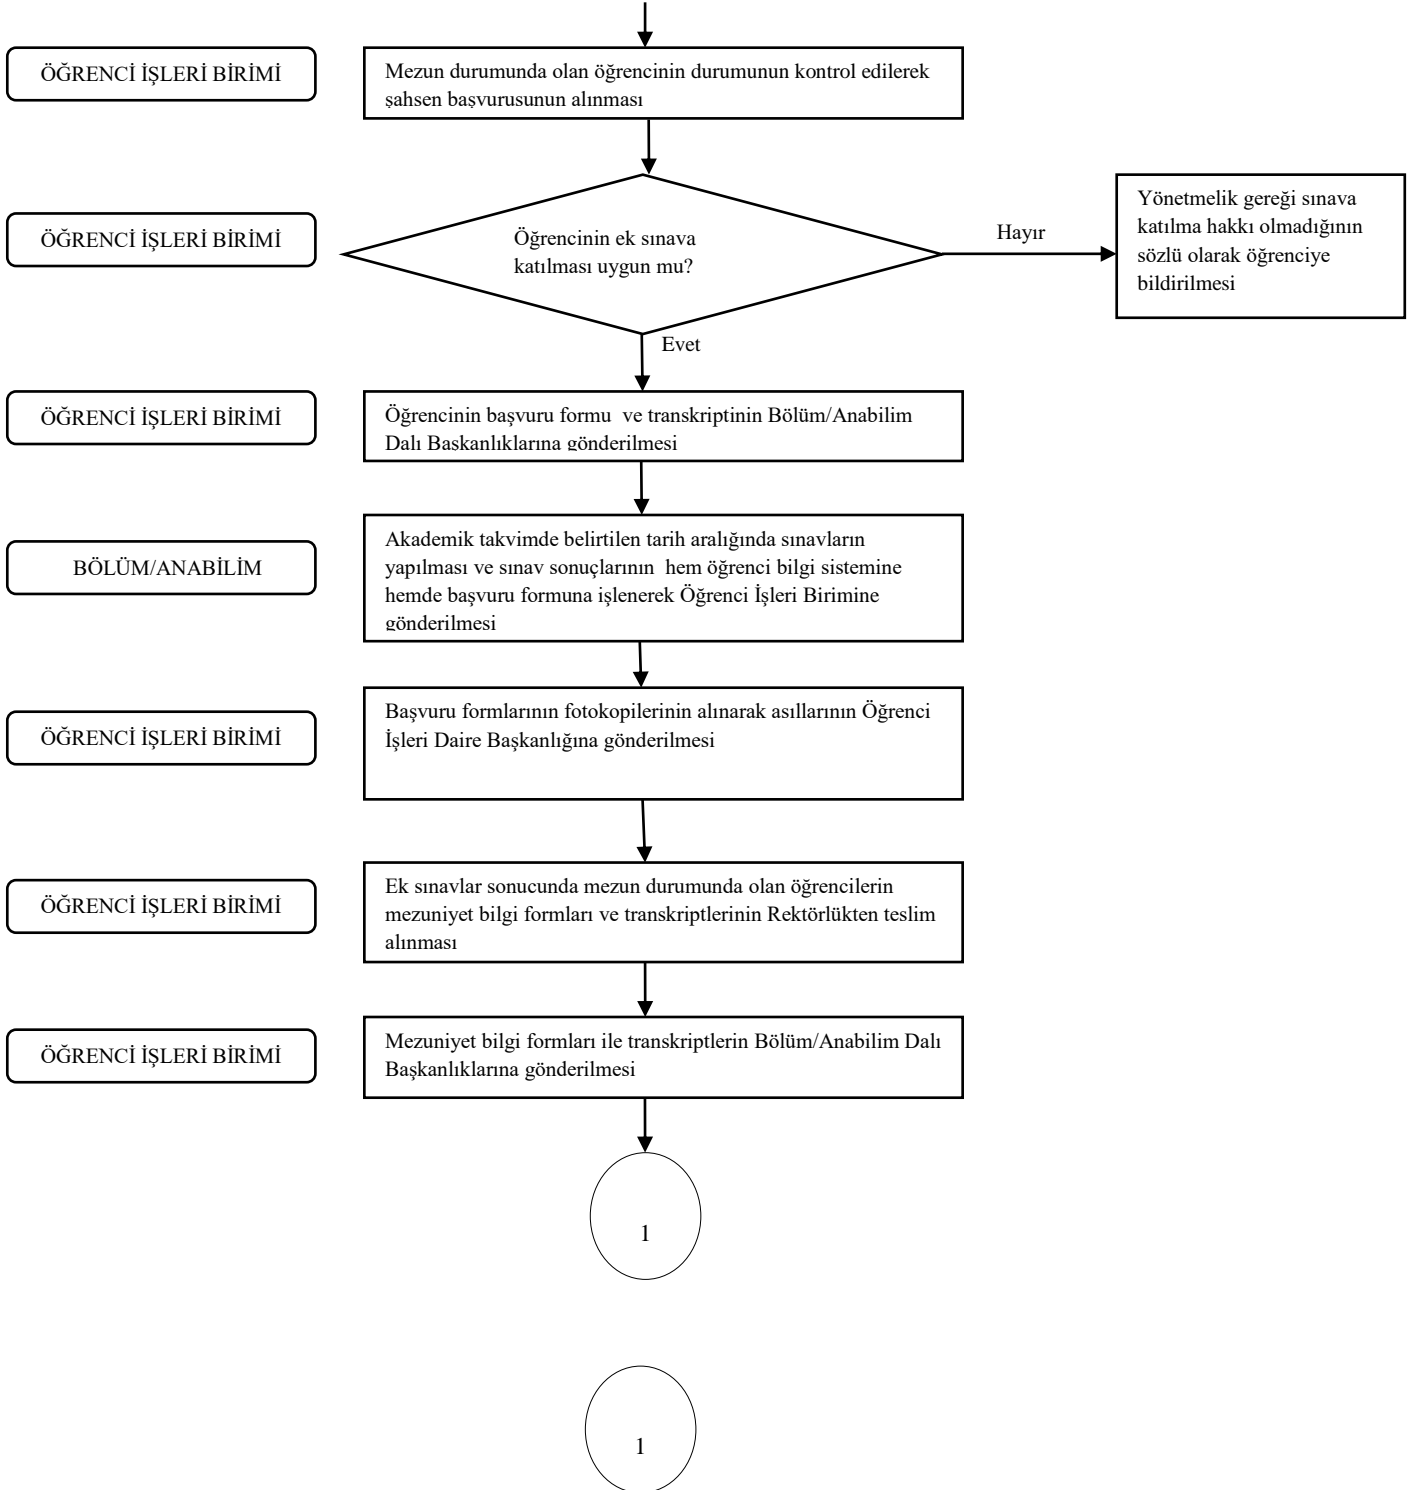 ÖĞRENCİ İŞLERİ BİRİMİ
Mezun durumunda olan öğrencinin durumunun kontrol edilerek
şahsen başvurusunun alınması
ÖĞRENCİ İŞLERİ BİRİMİ
Öğrencinin ek sınava
katılması uygun mu?
Hayır
Yönetmelik gereği sınava
katılma hakkı olmadığının
sözlü olarak öğrenciye
bildirilmesi
Evet
ÖĞRENCİ İŞLERİ BİRİMİ
Öğrencinin başvuru formu  ve transkriptinin Bölüm/Anabilim
Dalı Başkanlıklarına gönderilmesi
BÖLÜM/ANABİLİM
Akademik takvimde belirtilen tarih aralığında sınavların
yapılması ve sınav sonuçlarının  hem öğrenci bilgi sistemine
hemde başvuru formuna işlenerek Öğrenci İşleri Birimine
gönderilmesi
ÖĞRENCİ İŞLERİ BİRİMİ
Başvuru formlarının fotokopilerinin alınarak asıllarının Öğrenci
İşleri Daire Başkanlığına gönderilmesi
ÖĞRENCİ İŞLERİ BİRİMİ
Ek sınavlar sonucunda mezun durumunda olan öğrencilerin
mezuniyet bilgi formları ve transkriptlerinin Rektörlükten teslim
alınması
ÖĞRENCİ İŞLERİ BİRİMİ
Mezuniyet bilgi formları ile transkriptlerin Bölüm/Anabilim Dalı
Başkanlıklarına gönderilmesi
1
1